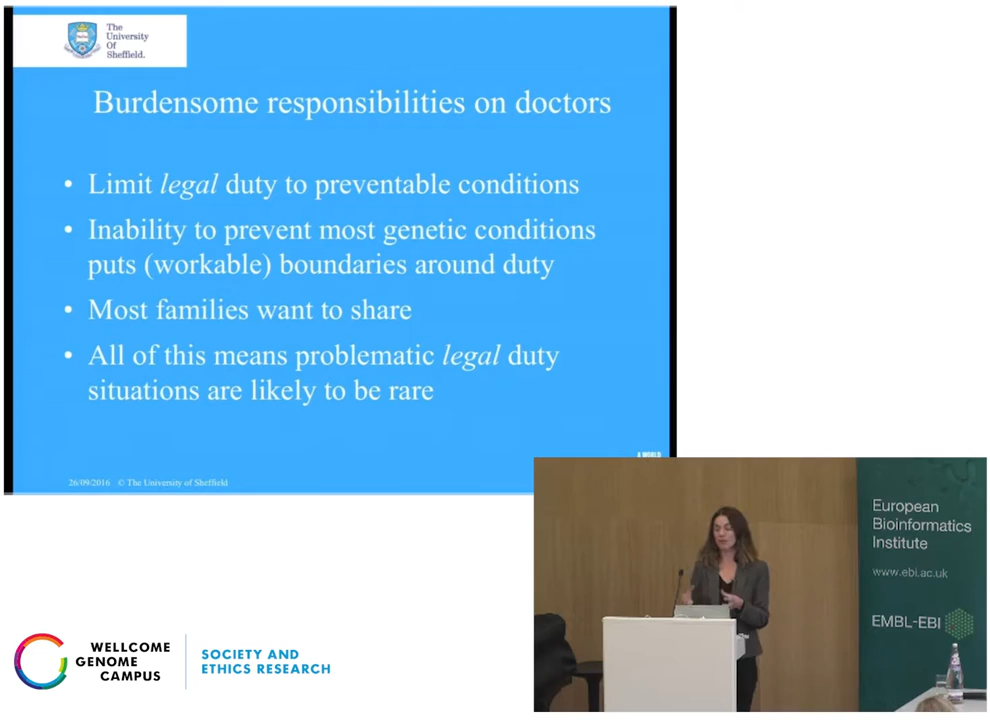 The
University
Of
Sheffield.
Burdensome responsibilities on doctors
• Limit legal duty to preventable conditions
• Inability to prevent most genetic conditions
puts (workable) boundaries around duty
• Most families want to share
• All of this means problematic legal duty
situations are likely to be rare
A WORLD
26/09/2016 © The University of Sheffield
European
Bioinformatics
Institute
www.ebi.ac.uk
EMBL-EBI
WELLCOME
GENOME
CAMPUS
SOCIETY AND
ETHICS RESEARCH